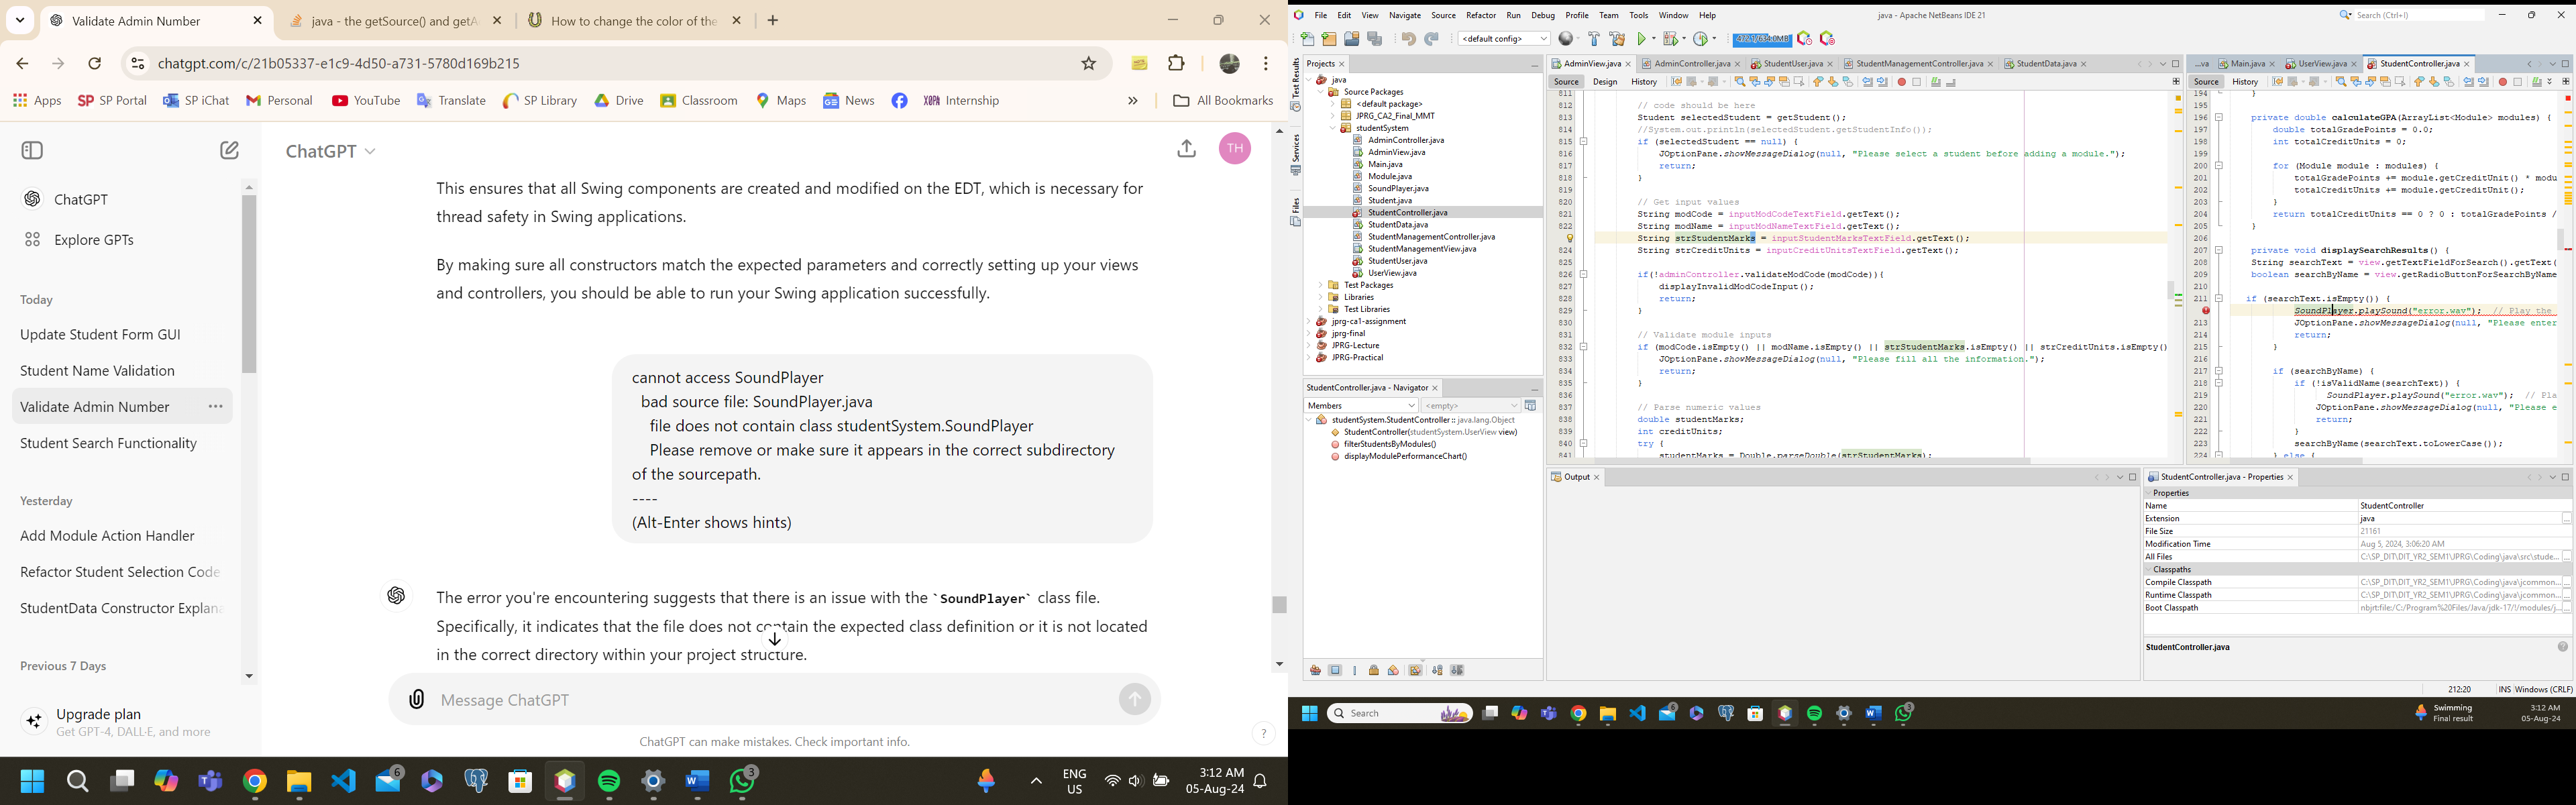 Validate Admin Number
java - the getSource() and getA
How to change the color of the
chatgpt.com/c/21b05337-e1c9-4d50-a731-5780d169b215
Apps
SP Portal
SP iChat
Personal
YouTube
Translate
SP Library
Drive
Classroom
Maps
News
Internship
All Bookmarks
ChatGPT
Explore GPTs
Today
Update Student Form GUI
Student Name Validation
Validate Admin Number
Student Search Functionality
Yesterday
Add Module Action Handler
Refactor Student Selection Code
StudentData Constructor Explana
Previous 7 Days
Upgrade plan
Get GPT-4, DALL·E, and more
ChatGPT
TH
This ensures that all Swing components are created and modified on the EDT, which is necessary for
thread safety in Swing applications.
By making sure all constructors match the expected parameters and correctly setting up your views
and controllers, you should be able to run your Swing application successfully.
cannot access SoundPlayer
bad source file: SoundPlayer.java
file does not contain class studentSystem.SoundPlayer
Please remove or make sure it appears in the correct subdirectory
of the sourcepath.
----
(Alt-Enter shows hints)
The error you're encountering suggests that there is an issue with the `SoundPlayer` class file.
Specifically, it indicates that the file does not contain the expected class definition or it is not located
in the correct directory within your project structure.
Message ChatGPT
ChatGPT can make mistakes. Check important info.
?
6
3
ENG
US
3:12 AM
05-Aug-24
File Edit View Navigate Source Refactor Run Debug Profile Team Tools Window Help
java - Apache NetBeans IDE 21
Search (Ctrl+I)
<default config>
Test Results
Services
Files
Projects
java
Source Packages
<default package>
JPRG_CA2_Final_MMT
studentSystem
AdminController.java
AdminView.java
Main.java
Module.java
SoundPlayer.java
Student.java
StudentController.java
StudentData.java
StudentManagementController.java
StudentManagementView.java
StudentUser.java
UserView.java
Test Packages
Libraries
Test Libraries
jprg-ca1-assignment
jprg-final
JPRG-Lecture
JPRG-Practical
StudentController.java - Navigator
Members
<empty>
studentSystem.StudentController :: java.lang.Object
StudentController(studentSystem.UserView view)
filterStudentsByModules()
displayModulePerformanceChart()
AdminView.java
AdminController.java
StudentUser.java
StudentManagementController.java
StudentData.java
Source Design History
811
812 // code should be here
813 Student selectedStudent = getStudent();
814 //System.out.println(selectedStudent.getStudentInfo());
815 if (selectedStudent == null) {
816 JOptionPane.showMessageDialog(null, "Please select a student before adding a module.");
817 return;
818 }
819
820 // Get input values
821 String modCode = inputModCodeTextField.getText();
822 String modName = inputModNameTextField.getText();
String strStudentMarks = inputStudentMarksTextField.getText();
824 String strCreditUnits = inputCreditUnitsTextField.getText();
825
826 if(!adminController.validateModCode(modCode)){
827 displayInvalidModCodeInput();
828 return;
829 }
830
831 // Validate module inputs
832 if (modCode.isEmpty() || modName.isEmpty() || strStudentMarks.isEmpty() || strCreditUnits.isEmpty()
833 JOptionPane.showMessageDialog(null, "Please fill all the information.");
834 return;
835 }
836
837 // Parse numeric values
838 double studentMarks;
839 int creditUnits;
840 try {
841 studentMarks = Double.parseDouble(strStudentMarks);
...va
Main.java
UserView.java
StudentController.java
Source History
194 }
195
196 private double calculateGPA(ArrayList<Module> modules) {
197 double totalGradePoints = 0.0;
198 int totalCreditUnits = 0;
199
200 for (Module module : modules) {
201 totalGradePoints += module.getCreditUnit() * modu
202 totalCreditUnits += module.getCreditUnit();
203 }
204 return totalCreditUnits == 0 ? 0 : totalGradePoints /
205 }
206
207 private void displaySearchResults() {
208 String searchText = view.getTextFieldForSearch().getText(
209 boolean searchByName = view.getRadioButtonForSearchByName
210
211 if (searchText.isEmpty()) {
SoundPlayer.playSound("error.wav"); // Play the
213 JOptionPane.showMessageDialog(null, "Please enter
214 return;
215 }
216
217 if (searchByName) {
218 if (!isValidName(searchText)) {
219 SoundPlayer.playSound("error.wav"); // Pla
220 JOptionPane.showMessageDialog(null, "Please e
221 return;
222 }
223 searchByName(searchText.toLowerCase());
224 } else {
Output
StudentController.java - Properties
Properties
Name StudentController
Extension java
File Size 21161
Modification Time Aug 5, 2024, 3:06:20 AM
All Files C:\SP_DIT\DIT_YR2_SEM1\JPRG\Coding\java\src\stude...
Classpaths
Compile Classpath C:\SP_DIT\DIT_YR2_SEM1\JPRG\Coding\java\jcommon...
Runtime Classpath C:\SP_DIT\DIT_YR2_SEM1\JPRG\Coding\java\jcommon...
Boot Classpath nbjrt:file:/C:/Program%20Files/Java/jdk-17/!/modules/j...
StudentController.java
212:20 INS Windows (CRLF)
Search
6
3
Swimming
Final result
3:12 AM
05-Aug-24